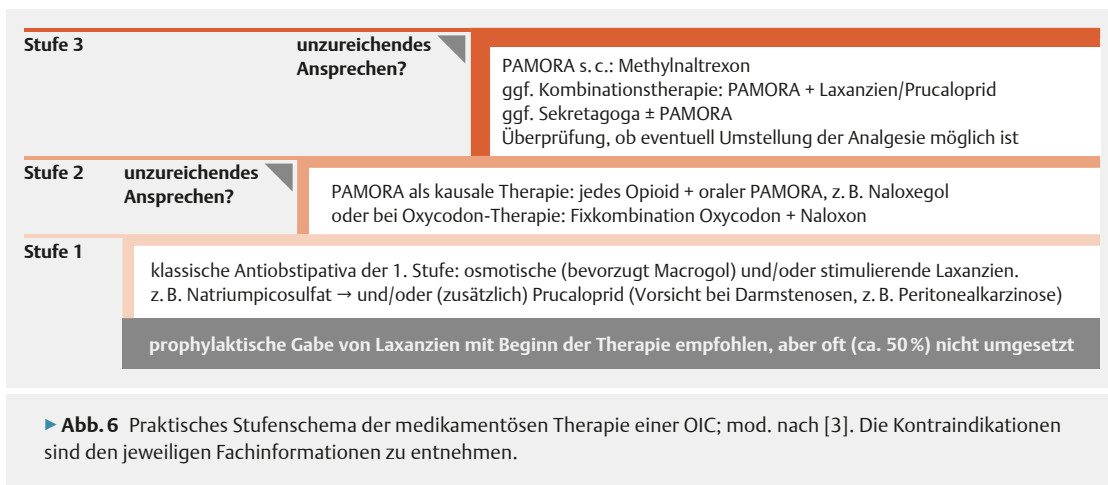 Stufe 3
unzureichendes
Ansprechen?
PAMORA s. c.: Methylnaltrexon
ggf. Kombinationstherapie: PAMORA + Laxanzien/Prucaloprid
ggf. Sekretagoga ± PAMORA
Überprüfung, ob eventuell Umstellung der Analgesie möglich ist
Stufe 2
unzureichendes
Ansprechen?
PAMORA als kausale Therapie: jedes Opioid + oraler PAMORA, z. B. Naloxegol
oder bei Oxycodon-Therapie: Fixkombination Oxycodon + Naloxon
Stufe 1
klassische Antiobstipativa der 1. Stufe: osmotische (bevorzugt Macrogol) und/oder stimulierende Laxanzien.
z. B. Natriumpicosulfat → und/oder (zusätzlich) Prucaloprid (Vorsicht bei Darmstenosen, z. B. Peritonealkarzinose)
prophylaktische Gabe von Laxanzien mit Beginn der Therapie empfohlen, aber oft (ca. 50 %) nicht umgesetzt
▶ Abb. 6 Praktisches Stufenschema der medikamentösen Therapie einer OIC; mod. nach [3]. Die Kontraindikationen
sind den jeweiligen Fachinformationen zu entnehmen.